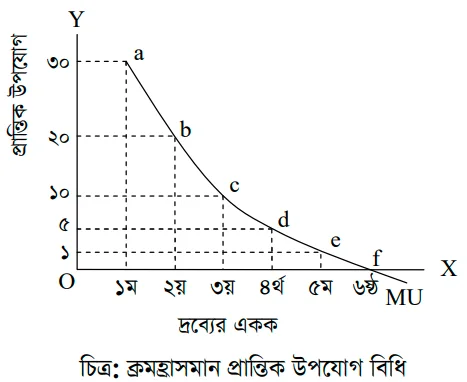 Y
প্রান্তিক উপযোগ
৩০
a
২০
b
১০
c
৫
d
১
e
f
X
O
১ম ২য় ৩য় ৪র্থ ৫ম ৬ষ্ঠ MU
দ্রব্যের একক
চিত্র: ক্রমহ্রাসমান প্রান্তিক উপযোগ বিধি